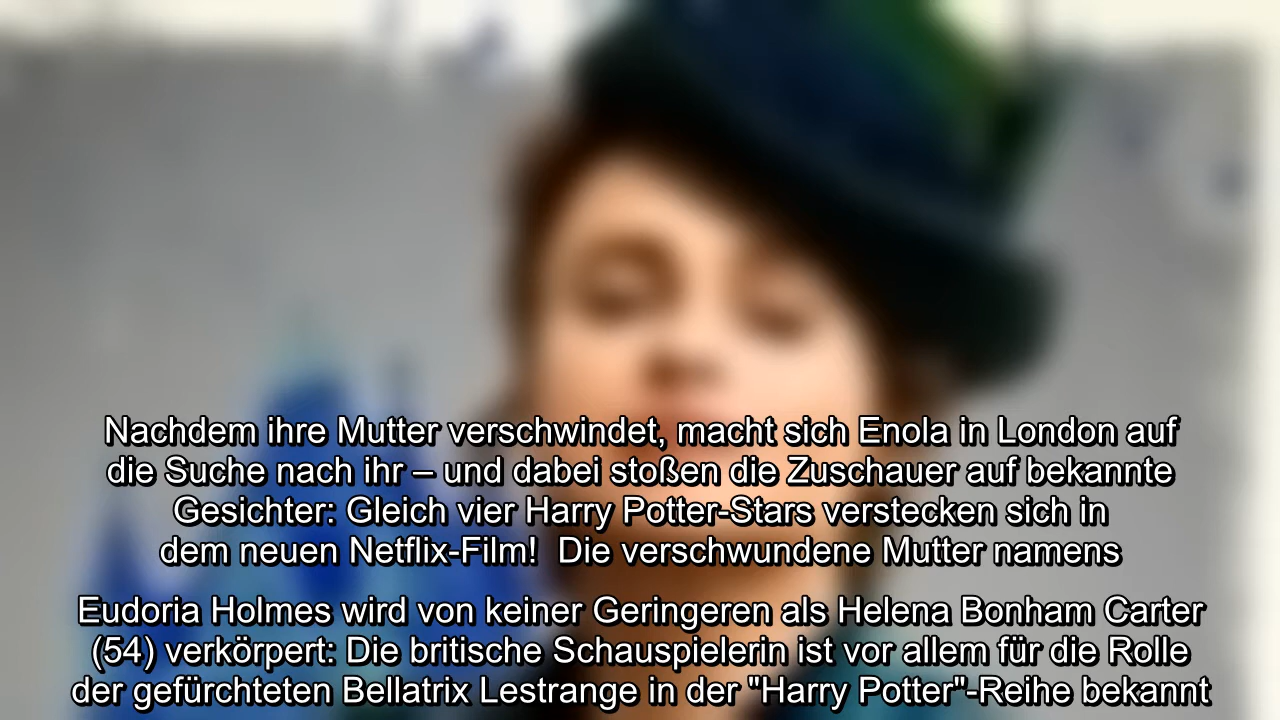 Nachdem ihre Mutter verschwindet, macht sich Enola in London auf
die Suche nach ihr – und dabei stoßen die Zuschauer auf bekannte
Gesichter: Gleich vier Harry Potter-Stars verstecken sich in
dem neuen Netflix-Film!  Die verschwundene Mutter namens
Eudoria Holmes wird von keiner Geringeren als Helena Bonham Carter
(54) verkörpert: Die britische Schauspielerin ist vor allem für die Rolle
der gefürchteten Bellatrix Lestrange in der "Harry Potter"-Reihe bekannt